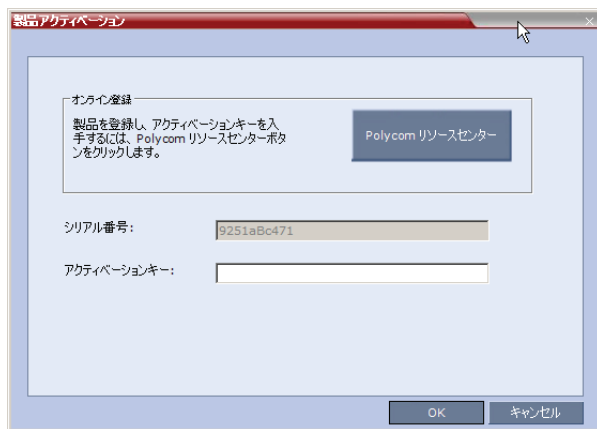 製品アクティベーション
オンライン登録
製品を登録し、アクティベーションキーを入
手するには、Polycom リソースセンターボタ
ンをクリックします。
Polycom リソースセンター
シリアル番号:
9251aBc471
アクティベーションキー:
OK
キャンセル